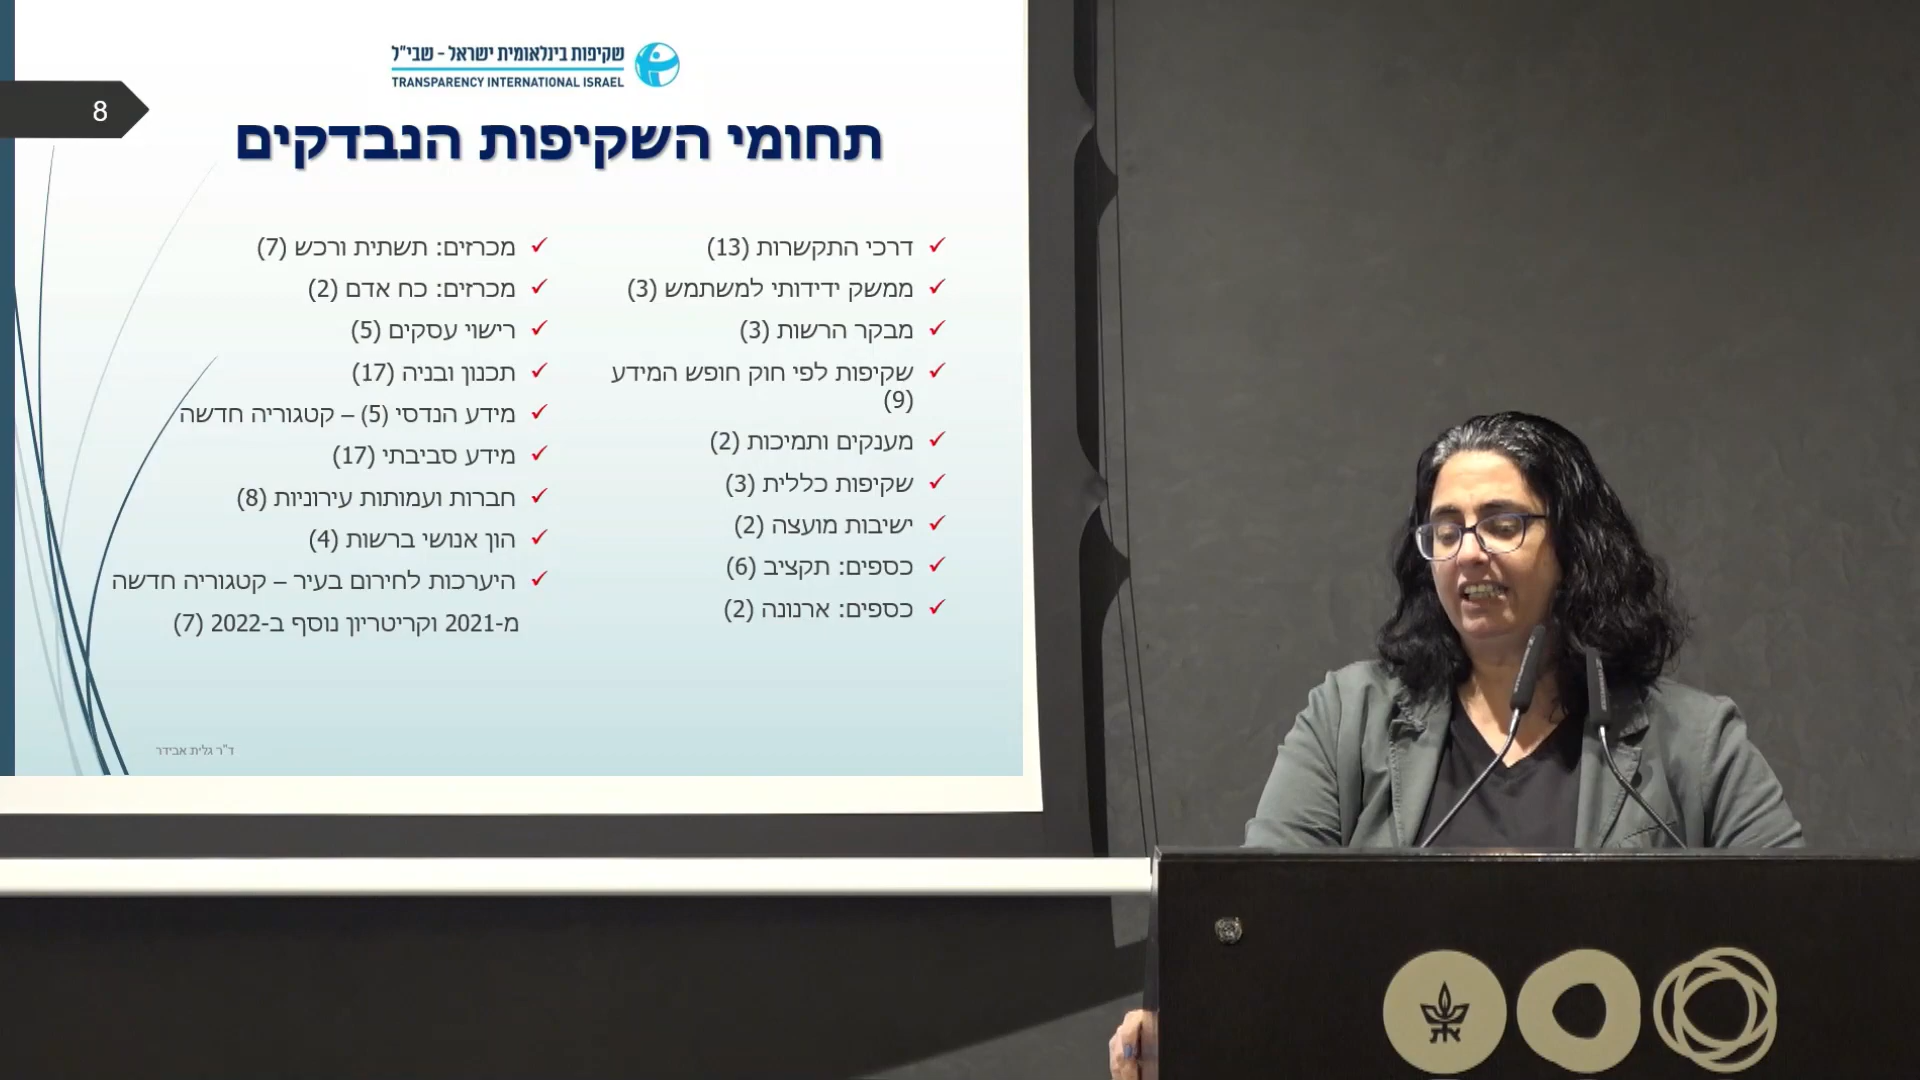 שקיפות בינלאומית ישראל - שבי"ל
TRANSPARENCY INTERNATIONAL ISRAEL
8
תחומי השקיפות הנבדקים
דרכי התקשרות (13)
ממשק ידידותי למשתמש (3)
מבקר הרשות (3)
שקיפות לפי חוק חופש המידע
(9)
מענקים ותמיכות (2)
שקיפות כללית (3)
ישיבות מועצה (2)
כספים: תקציב (6)
כספים: ארנונה (2)
מכרזים: תשתית ורכש (7)
מכרזים: כח אדם (2)
רישוי עסקים (5)
תכנון ובניה (17)
מידע הנדסי (5) – קטגוריה חדשה
מידע סביבתי (17)
חברות ועמותות עירוניות (8)
הון אנושי ברשות (4)
היערכות לחירום בעיר – קטגוריה חדשה
מ-2021 וקריטריון נוסף ב-2022 (7)
ד"ר גלית אבידר
את